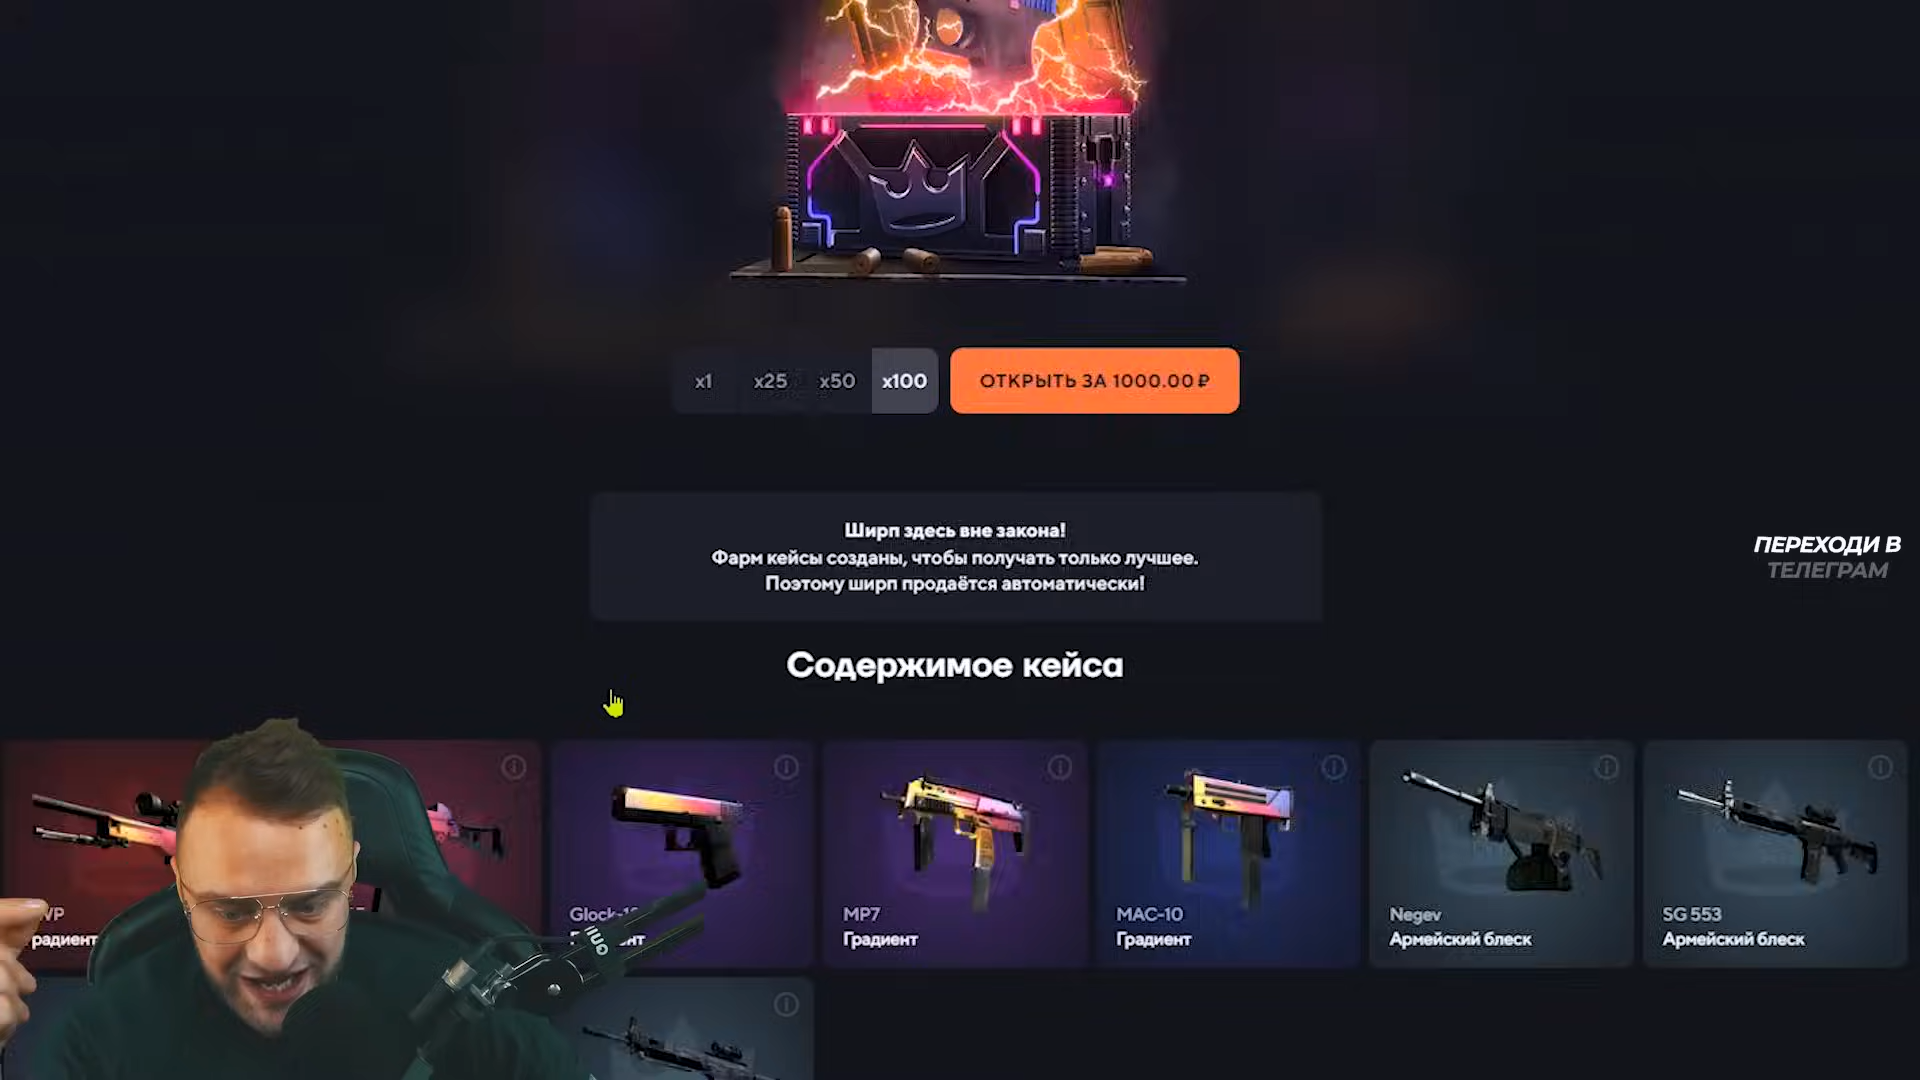 x1
x25
x50
x100
ОТКРЫТЬ ЗА 1000.00 ₽
Ширп здесь вне закона!
Фарм кейсы созданы, чтобы получать только лучшее.
Поэтому ширп продаётся автоматически!
ПЕРЕХОДИ В
ТЕЛЕГРАМ
Содержимое кейса
MP7
Градиент
MAC-10
Градиент
Negev
Армейский блеск
SG 553
Армейский блеск